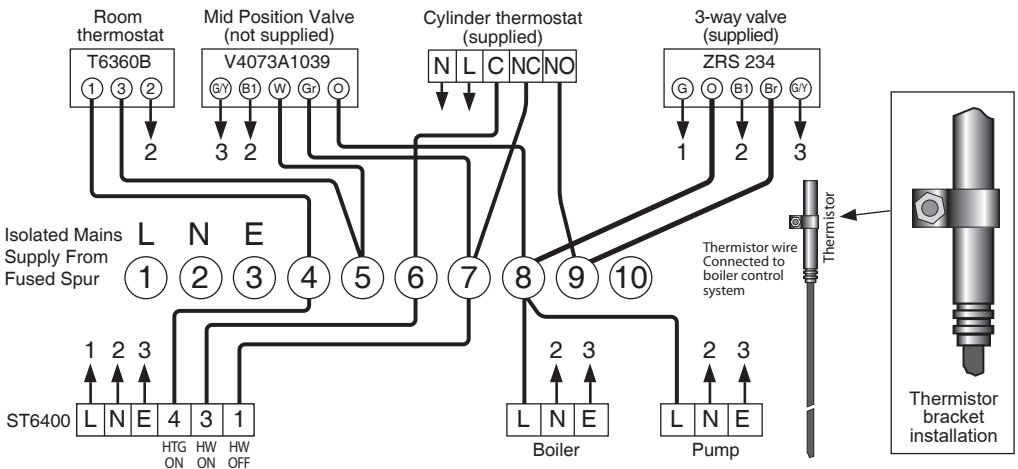 Room
thermostat
T6360B
1 3 2
2
Mid Position Valve
(not supplied)
V4073A1039
G/Y B1 W Gr O
3 2
Cylinder thermostat
(supplied)
N L C NC NO
3-way valve
(supplied)
ZRS 234
G O B1 Br G/Y
1 2 3
Isolated Mains
Supply From
Fused Spur
L N E
1 2 3 4 5 6 7 8 9 10
Thermistor wire
Connected to
boiler control
system
Thermistor
1 2 3
ST6400
L N E 4 3 1
HTG
ON
HW
ON
HW
OFF
2 3
L N E
Boiler
2 3
L N E
Pump
Thermistor
bracket
installation